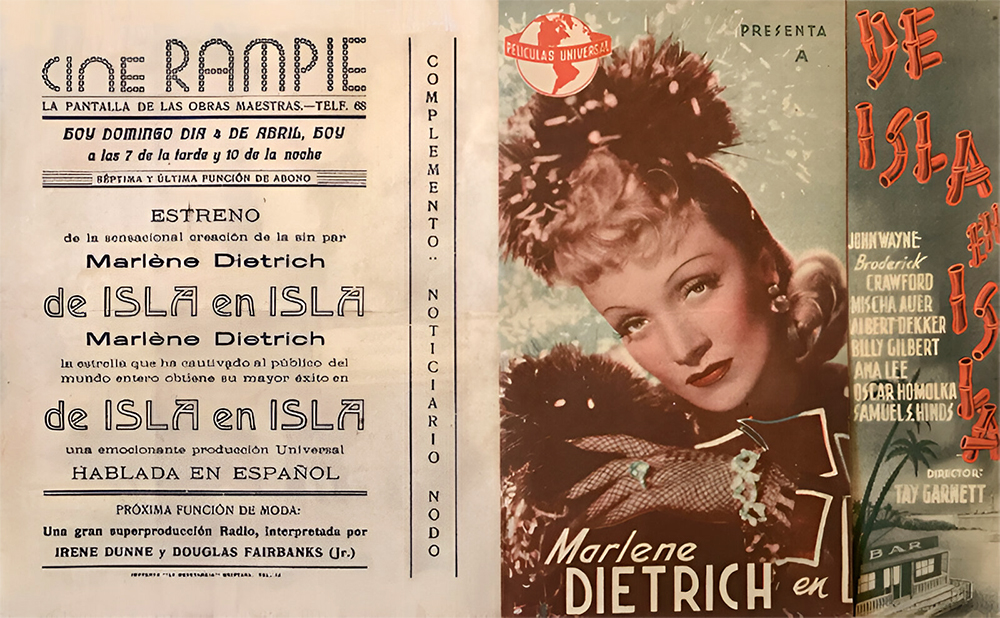 CINE RAMPIE
LA PANTALLA DE LAS OBRAS MAESTRAS.—TELF. 68
HOY DOMINGO DIA 4 DE ABRIL, HOY
a las 7 de la tarde y 10 de la noche
SÉPTIMA Y ÚLTIMA FUNCIÓN DE ABONO
ESTRENO
de la sensacional creación de la sin par
Marlène Dietrich
de ISLA en ISLA
Marlène Dietrich
la estrella que ha cautivado al público del
mundo entero obtiene su mayor éxito en
de ISLA en ISLA
una emocionante producción Universal
HABLADA EN ESPAÑOL
PRÓXIMA FUNCIÓN DE MODA:
Una gran superproducción Radio, interpretada por
IRENE DUNNE y DOUGLAS FAIRBANKS (Jr.)
COMPLEMENTO: NOTICIARIO NODO
PELICULAS UNIVERSAL
PRESENTA
A
Marlene
DIETRICH en
DE
ISLA
EN
ISLA
JOHN WAYNE
Broderick
CRAWFORD
MISCHA AUER
ALBERT DEKKER
BILLY GILBERT
ANA LEE
OSCAR HOMOLKA
SAMUEL S. HINDS
DIRECTOR:
TAY GARNETT
BAR